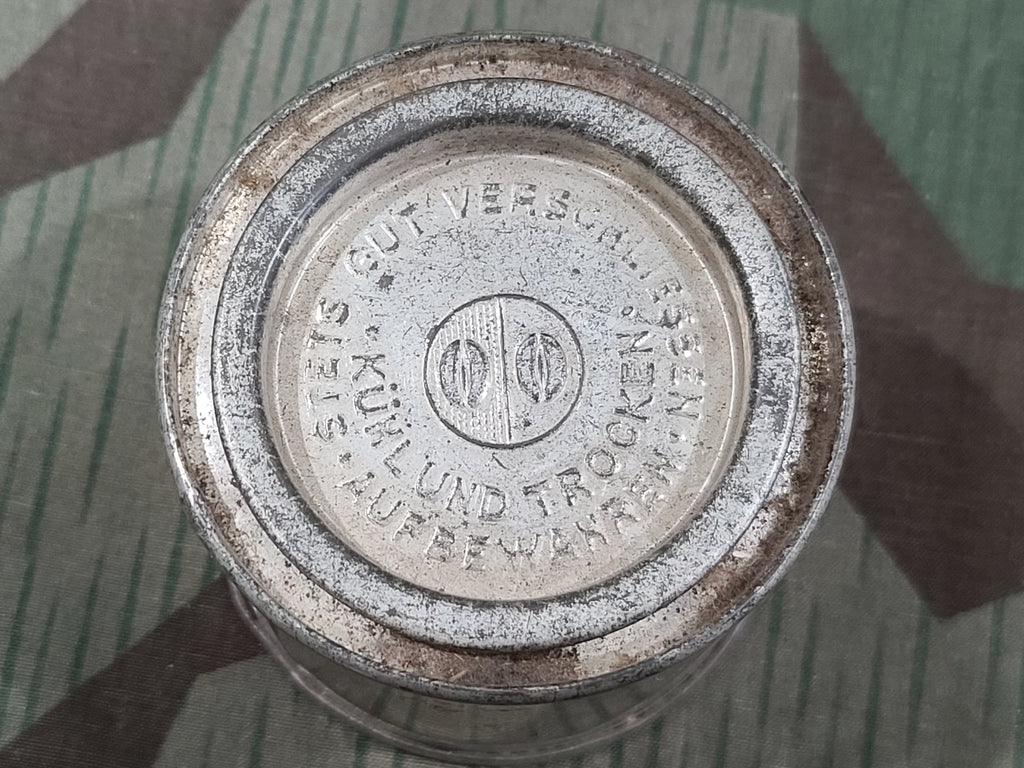 STETS GUT VERSCHLIESSEN ·
· KÜHL UND TROCKEN
· AUFBEWAHREN ·